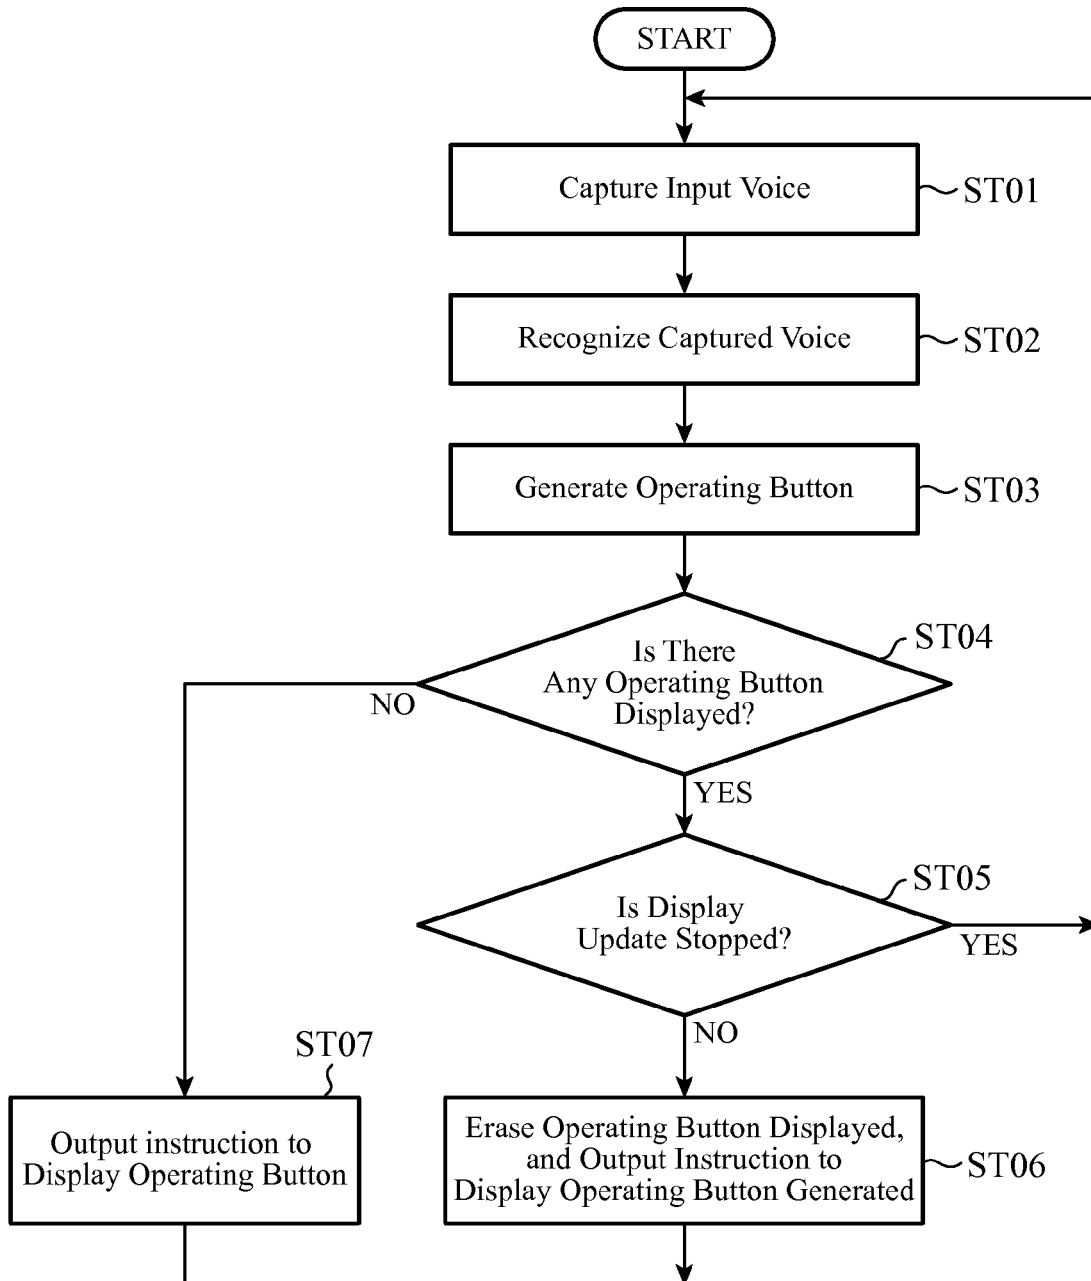 START
Capture Input Voice
ST01
Recognize Captured Voice
ST02
Generate Operating Button
ST03
ST04
Is There
Any Operating Button
Displayed?
NO
YES
ST05
Is Display
Update Stopped?
YES
NO
ST07
Output instruction to
Display Operating Button
Erase Operating Button Displayed,
and Output Instruction to
Display Operating Button Generated
ST06